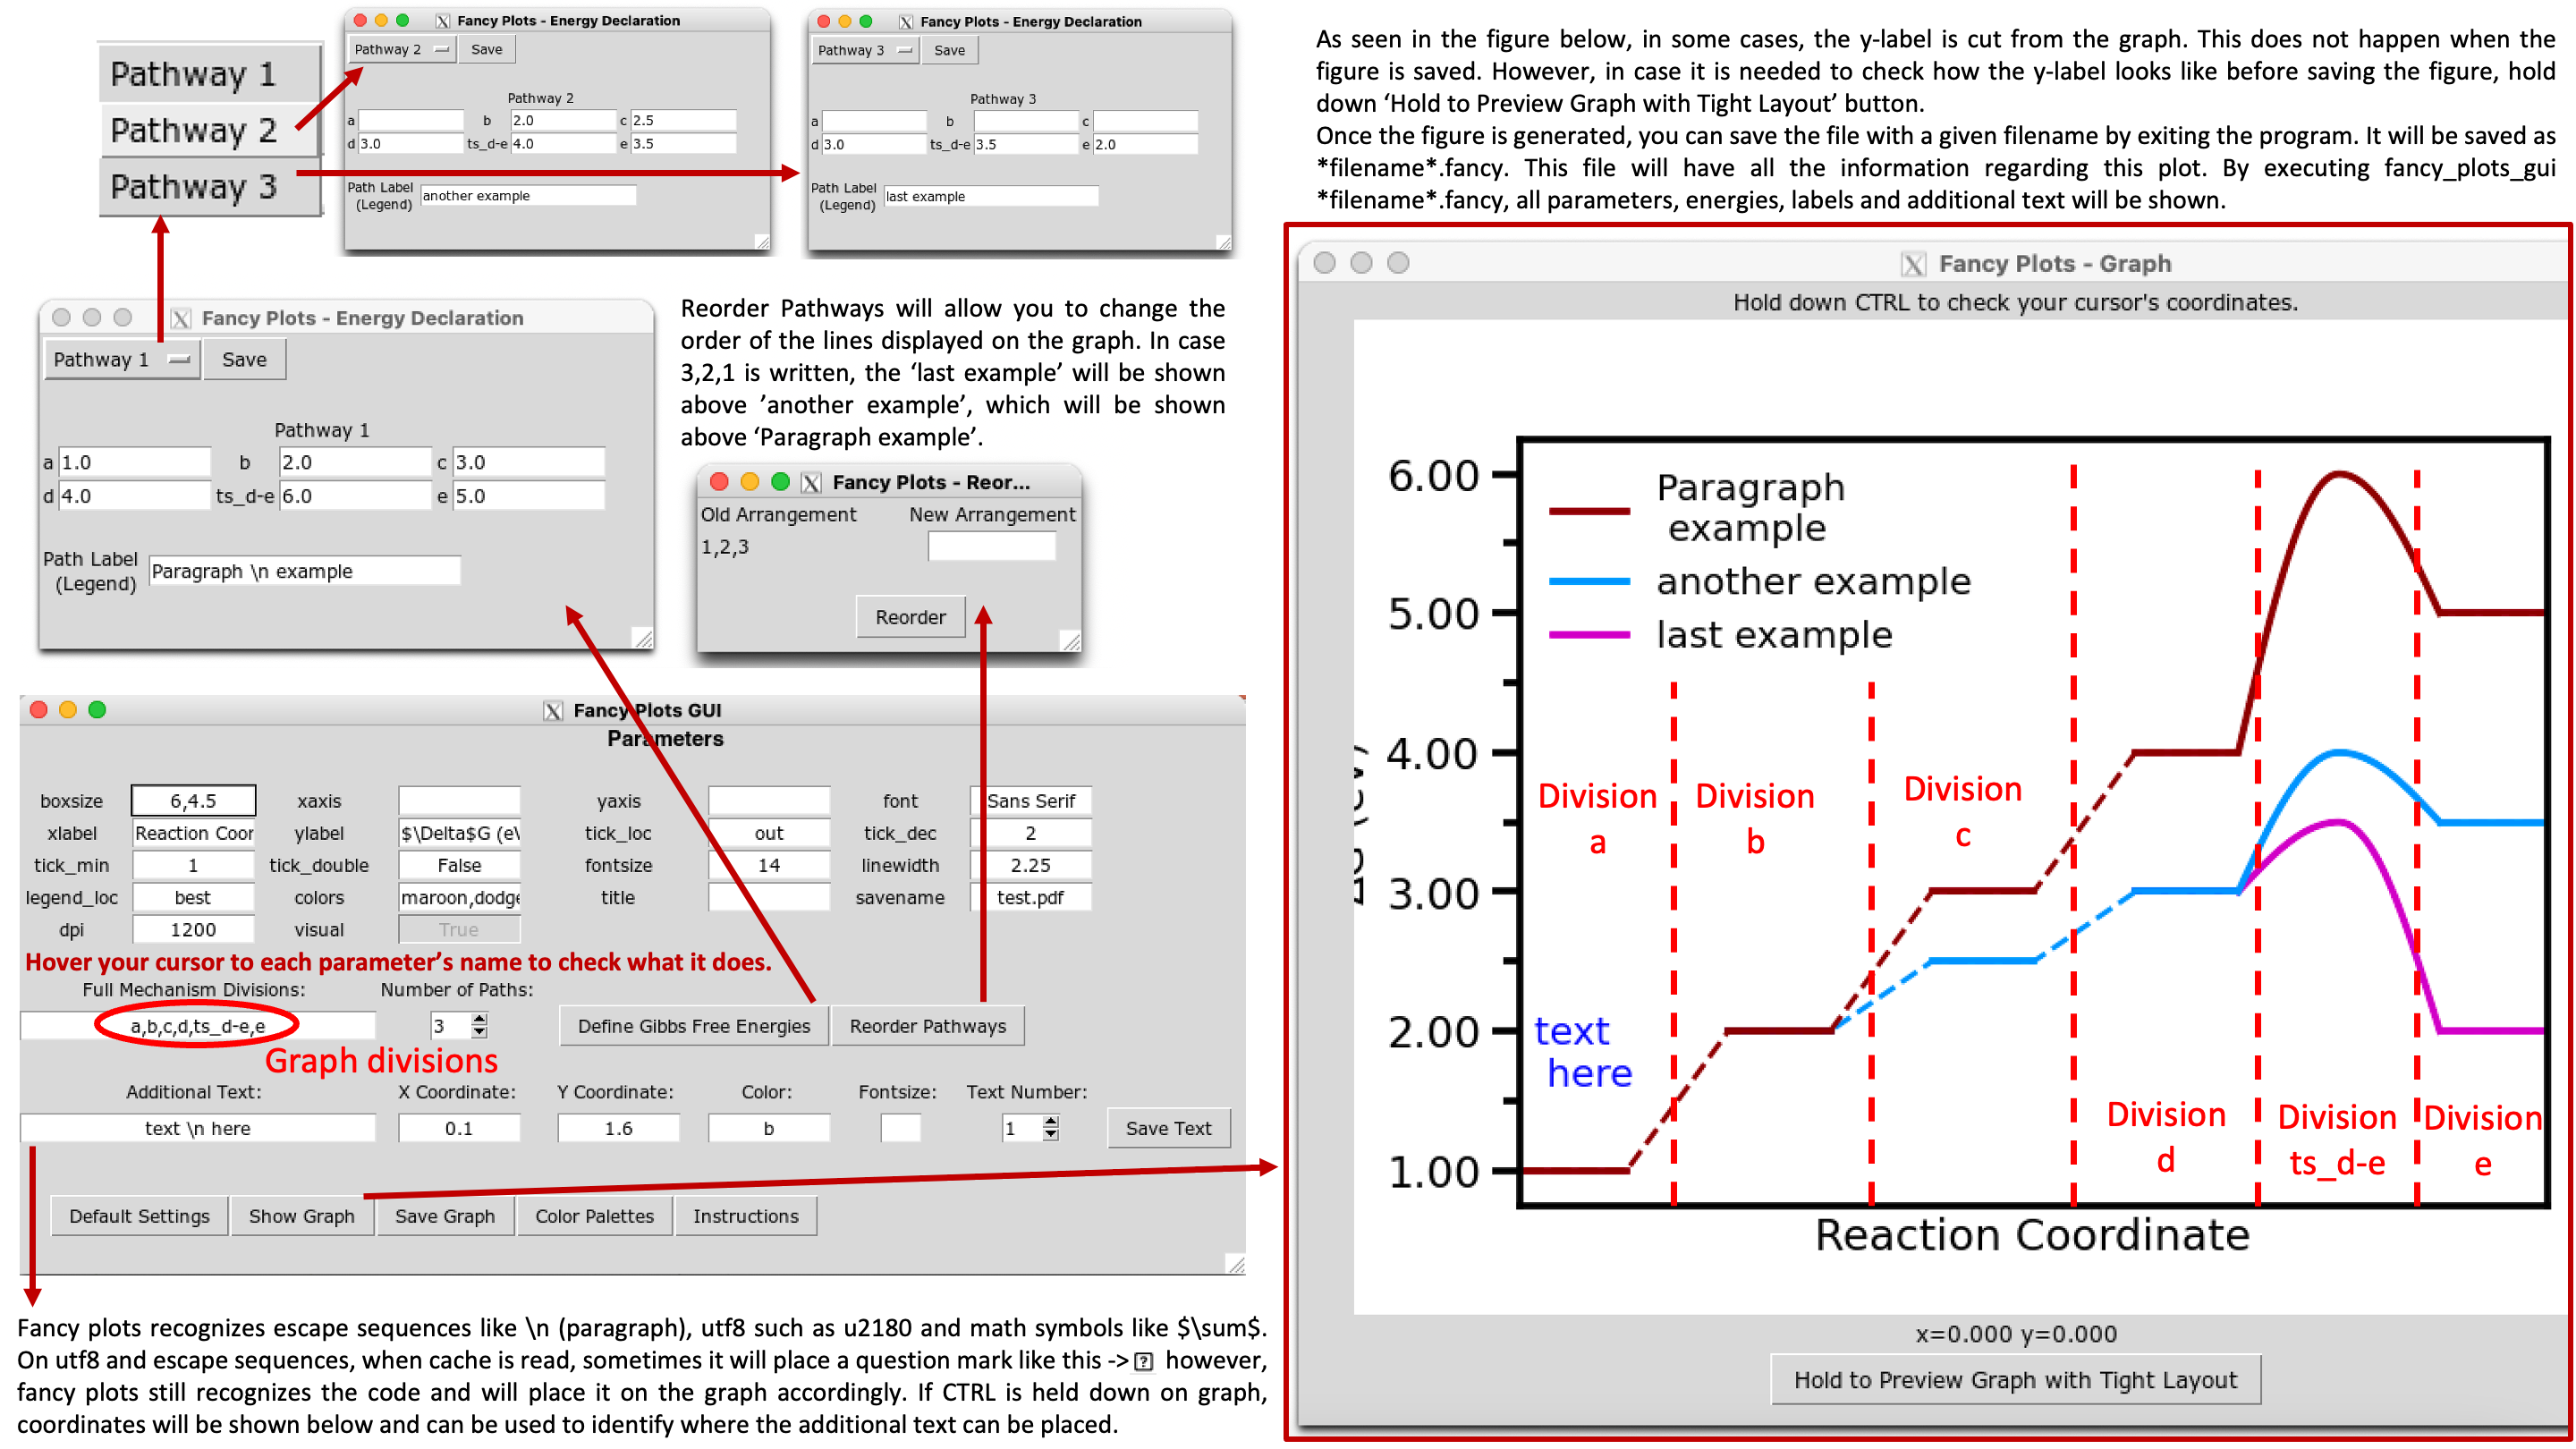 Pathway 1
Pathway 2
Pathway 3
Fancy Plots - Energy Declaration
Pathway 2 Save
Pathway 2
a b 2.0 c 2.5
d 3.0 ts_d-e 4.0 e 3.5
Path Label
(Legend) another example
Fancy Plots - Energy Declaration
Pathway 3 Save
Pathway 3
a b c
d 3.0 ts_d-e 3.5 e 2.0
Path Label
(Legend) last example
Fancy Plots - Energy Declaration
Pathway 1 Save
Pathway 1
a 1.0 b 2.0 c 3.0
d 4.0 ts_d-e 6.0 e 5.0
Path Label
(Legend) Paragraph \n example
Reorder Pathways will allow you to change the
order of the lines displayed on the graph. In case
3,2,1 is written, the ‘last example’ will be shown
above ’another example’, which will be shown
above ‘Paragraph example’.
Fancy Plots - Reor...
Old Arrangement New Arrangement
1,2,3
Reorder
Fancy Plots GUI
Parameters
boxsize 6,4.5 xaxis yaxis font Sans Serif
xlabel Reaction Coor ylabel $\Delta$G (eV tick_loc out tick_dec 2
tick_min 1 tick_double False fontsize 14 linewidth 2.25
legend_loc best colors maroon,dodge title savename test.pdf
dpi 1200 visual True
Hover your cursor to each parameter’s name to check what it does.
Full Mechanism Divisions: Number of Paths:
a,b,c,d,ts_d-e,e 3 Define Gibbs Free Energies Reorder Pathways
Graph divisions
Additional Text: X Coordinate: Y Coordinate: Color: Fontsize: Text Number:
text \n here 0.1 1.6 b 1 Save Text
Default Settings Show Graph Save Graph Color Palettes Instructions
Fancy plots recognizes escape sequences like \n (paragraph), utf8 such as u2180 and math symbols like $\sum$.
On utf8 and escape sequences, when cache is read, sometimes it will place a question mark like this -> ? however,
fancy plots still recognizes the code and will place it on the graph accordingly. If CTRL is held down on graph,
coordinates will be shown below and can be used to identify where the additional text can be placed.
As seen in the figure below, in some cases, the y-label is cut from the graph. This does not happen when the
figure is saved. However, in case it is needed to check how the y-label looks like before saving the figure, hold
down ‘Hold to Preview Graph with Tight Layout’ button.
Once the figure is generated, you can save the file with a given filename by exiting the program. It will be saved as
*filename*.fancy. This file will have all the information regarding this plot. By executing fancy_plots_gui
*filename*.fancy, all parameters, energies, labels and additional text will be shown.
Fancy Plots - Graph
Hold down CTRL to check your cursor's coordinates.
6.00
5.00
4.00
3.00
2.00
1.00
Paragraph
example
another example
last example
Division
a
Division
b
Division
c
Division
d
Division
ts_d-e
Division
e
text
here
Reaction Coordinate
x=0.000 y=0.000
Hold to Preview Graph with Tight Layout